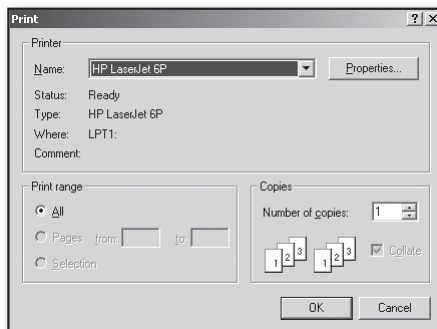 Print
Printer
Name: HP LaserJet 6P Properties...
Status: Ready
Type: HP LaserJet 6P
Where: LPT1:
Comment:
Print range
All
Pages from: to:
Selection
Copies
Number of copies: 1
1 2 3 1 2 3 Collate
OK Cancel